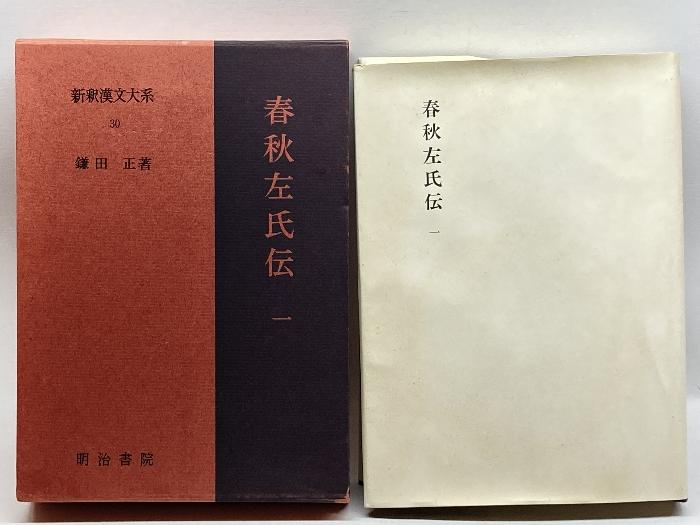 新釈漢文大系
30
鎌田 正著
春秋左氏伝 一
明治書院
春秋左氏伝 一